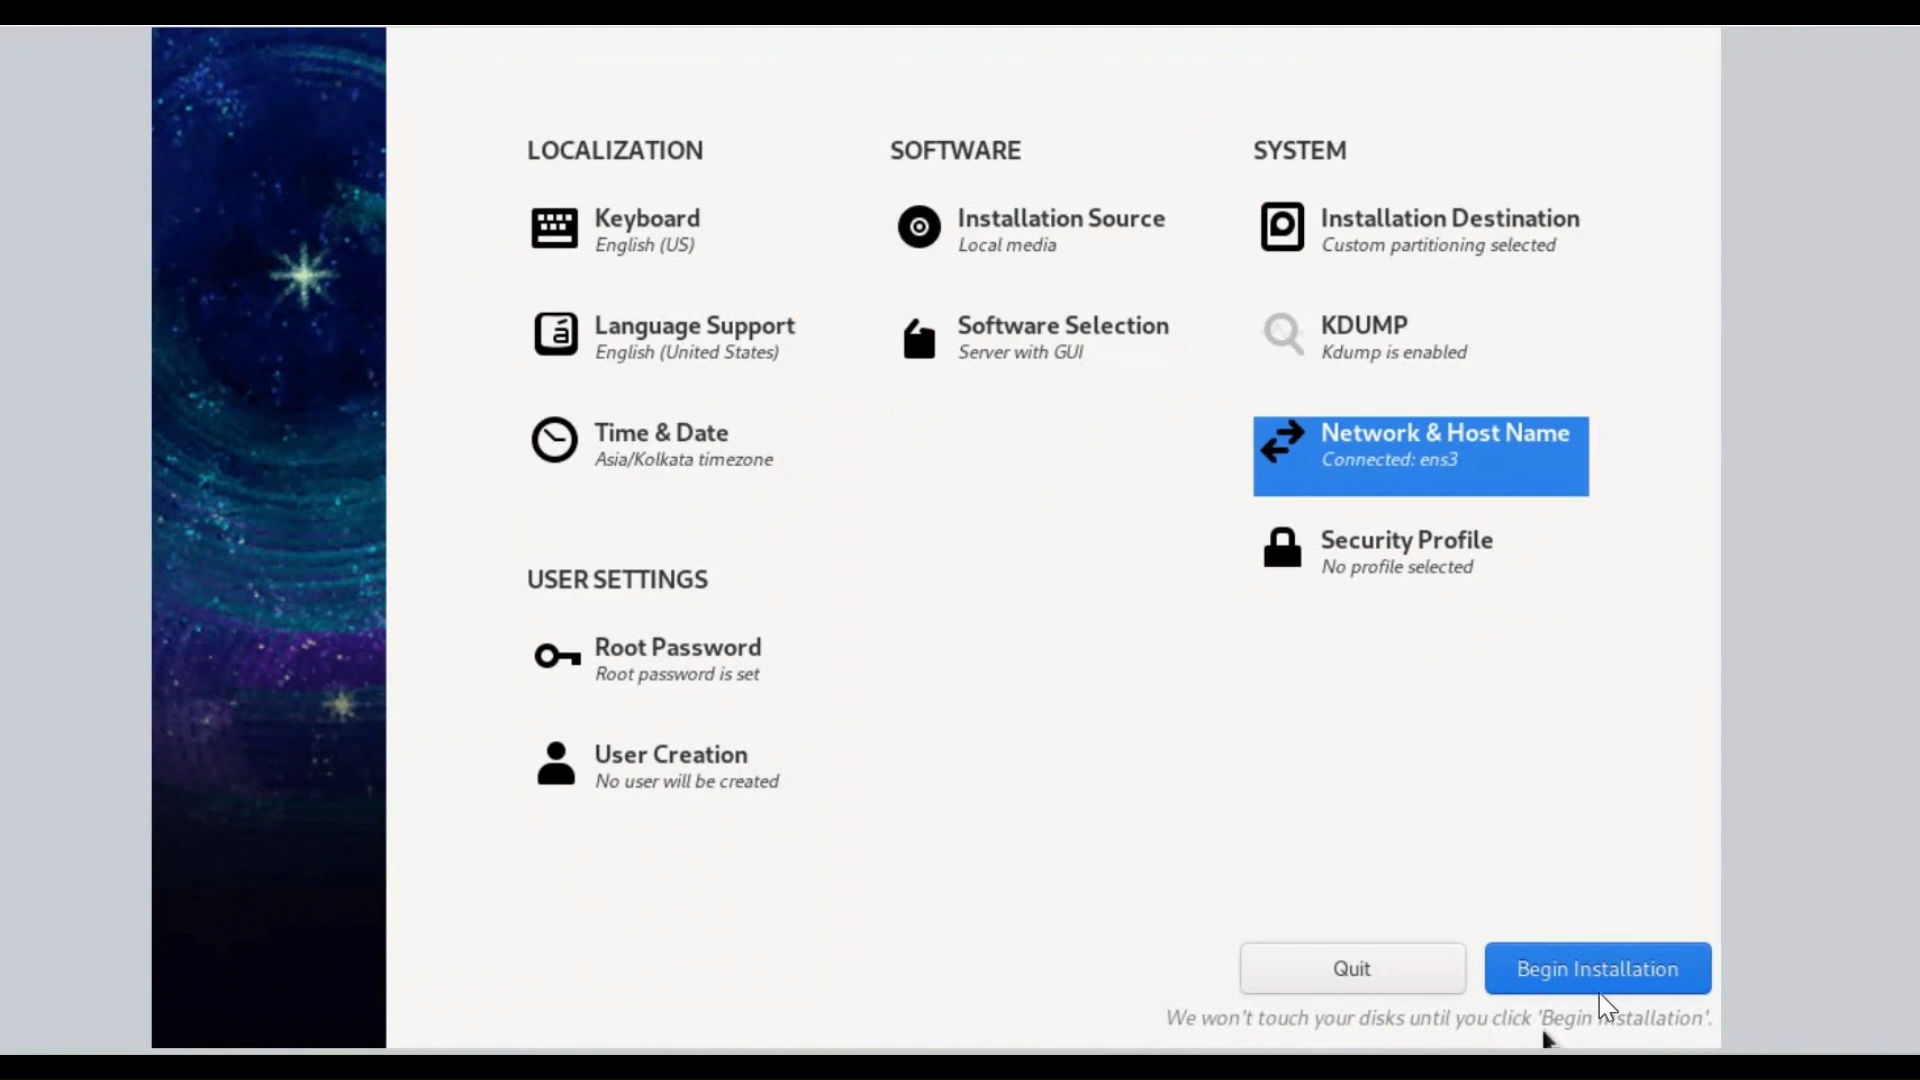 LOCALIZATION
Keyboard
English (US)
Language Support
English (United States)
Time & Date
Asia/Kolkata timezone
USER SETTINGS
Root Password
Root password is set
User Creation
No user will be created
SOFTWARE
Installation Source
Local media
Software Selection
Server with GUI
SYSTEM
Installation Destination
Custom partitioning selected
KDUMP
Kdump is enabled
Network & Host Name
Connected: ens3
Security Profile
No profile selected
Quit
Begin Installation
We won't touch your disks until you click 'Begin Installation'.